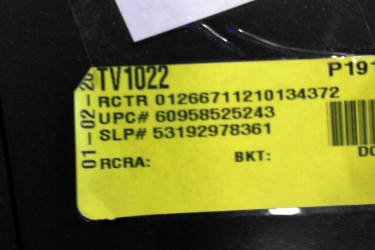 TV1022 P191
RCTR 01266711210134372
UPC# 60958525243
SLP# 53192978361
RCRA: BKT: DO
01-02-20